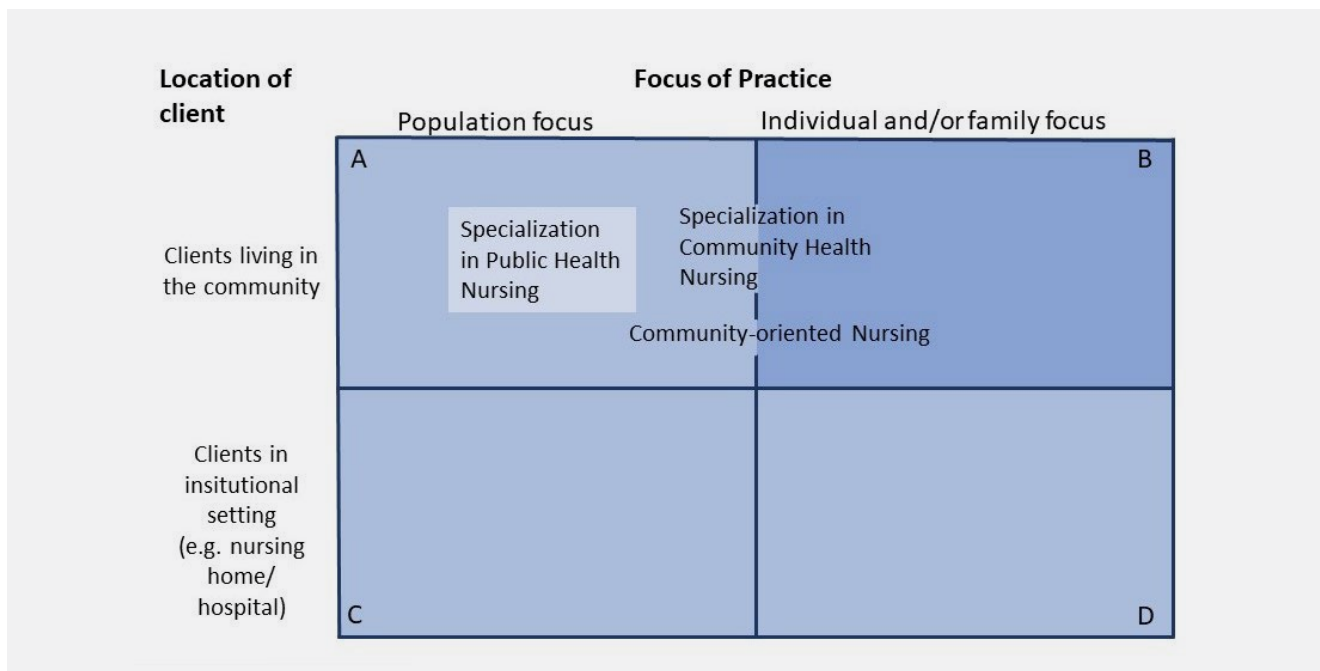 Location of
client
Focus of Practice
Population focus
Individual and/or family focus
A
B
Clients living in
the community
Specialization
in Public Health
Nursing
Specialization in
Community Health
Nursing
Community-oriented Nursing
Clients in
insitutional
setting
(e.g. nursing
home/
hospital)
C
D